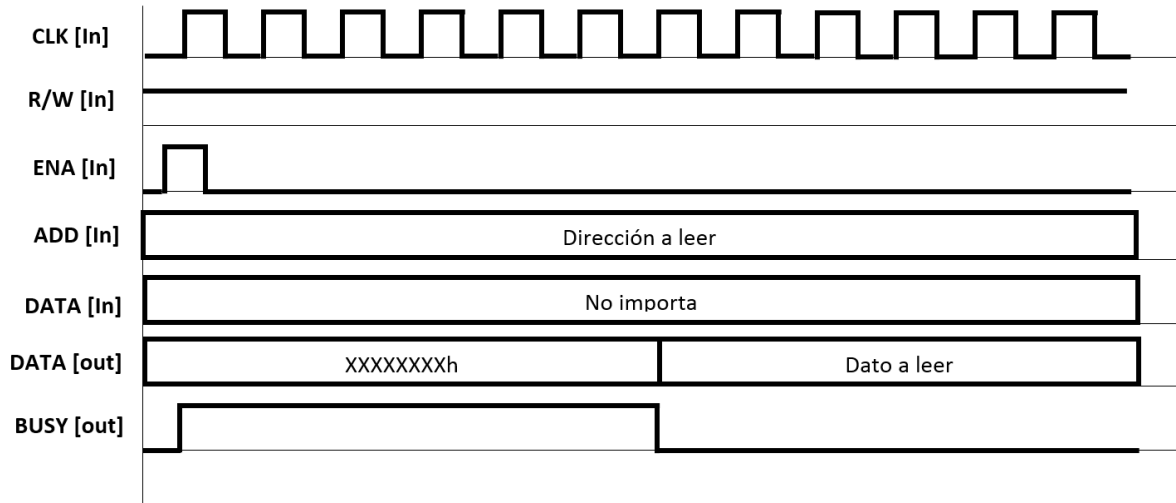 CLK [In]
R/W [In]
ENA [In]
ADD [In]
Dirección a leer
DATA [In]
No importa
DATA [out]
XXXXXXXXh
Dato a leer
BUSY [out]